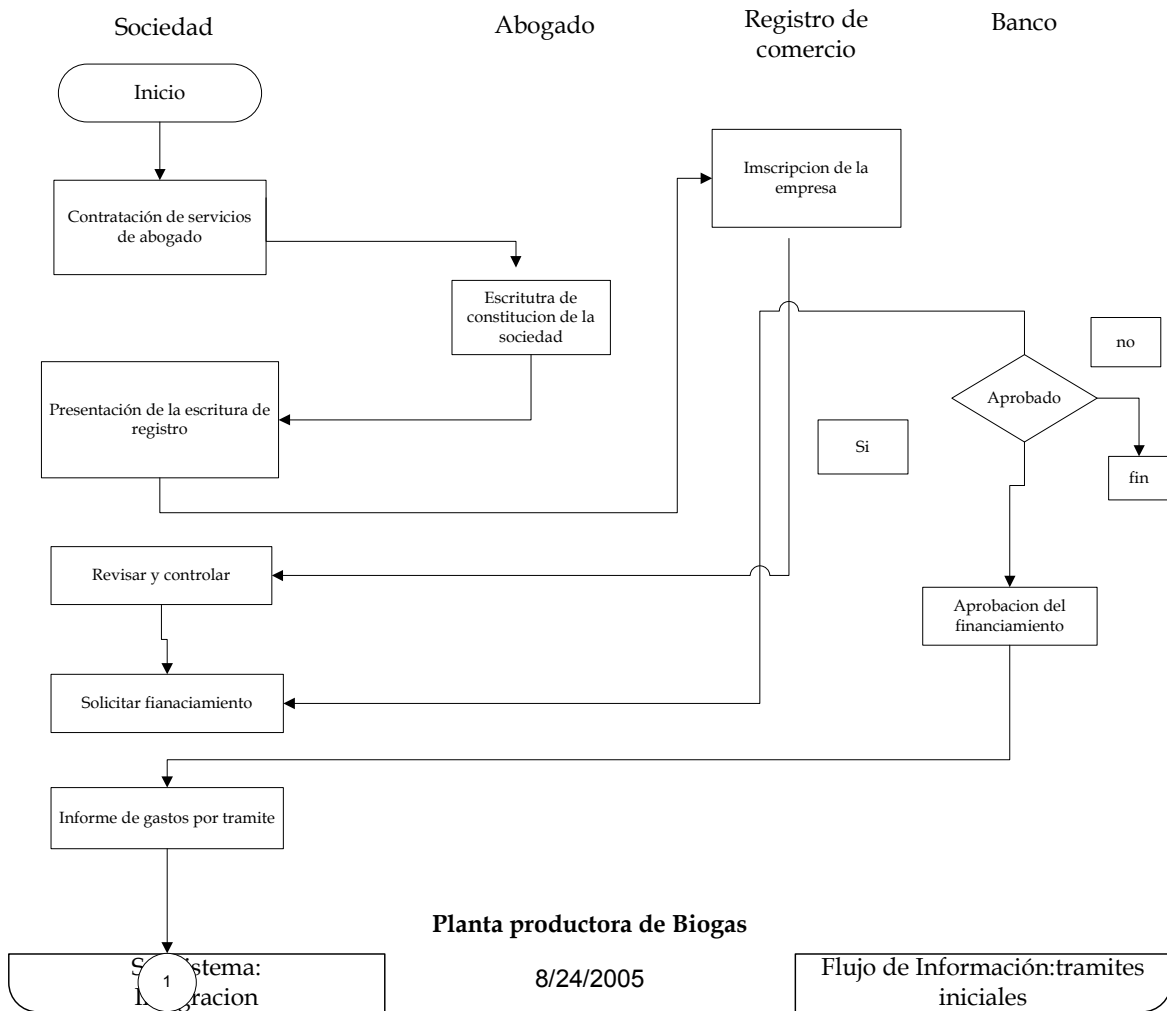 Sociedad
Abogado
Registro de
comercio
Banco
Inicio
Imscripcion de la
empresa
Contratación de servicios
de abogado
Escritutra de
constitucion de la
sociedad
no
Presentación de la escritura de
registro
Aprobado
Si
fin
Revisar y controlar
Aprobacion del
financiamiento
Solicitar fianaciamiento
Informe de gastos por tramite
Planta productora de Biogas
1
8/24/2005
Flujo de Información:tramites
iniciales